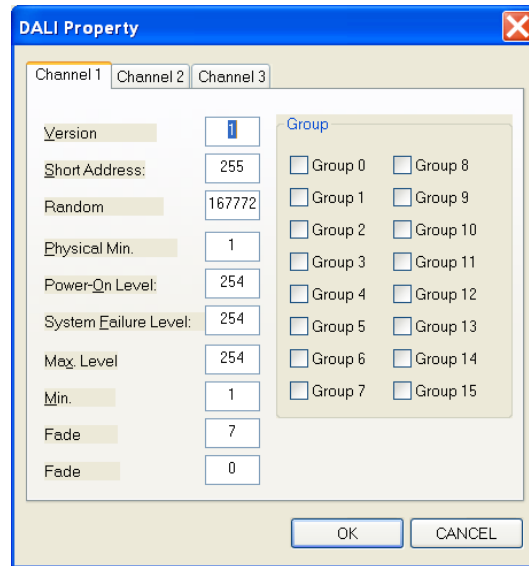 DALI Property
Channel 1 Channel 2 Channel 3
Version 1
Short Address: 255
Random 167772
Physical Min. 1
Power-On Level: 254
System Failure Level: 254
Max. Level 254
Min. 1
Fade 7
Fade 0
Group
Group 0 Group 8
Group 1 Group 9
Group 2 Group 10
Group 3 Group 11
Group 4 Group 12
Group 5 Group 13
Group 6 Group 14
Group 7 Group 15
OK CANCEL